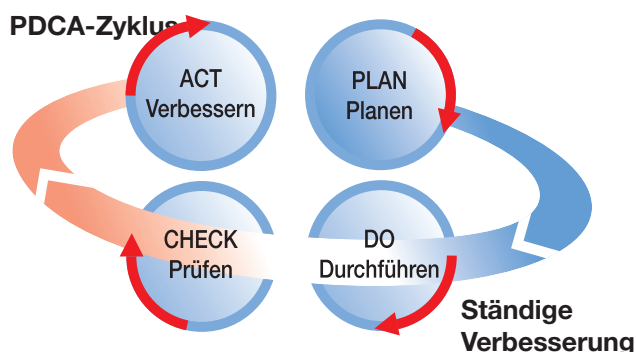 PDCA-Zyklus
ACT
Verbessern
PLAN
Planen
CHECK
Prüfen
DO
Durchführen
Ständige
Verbesserung